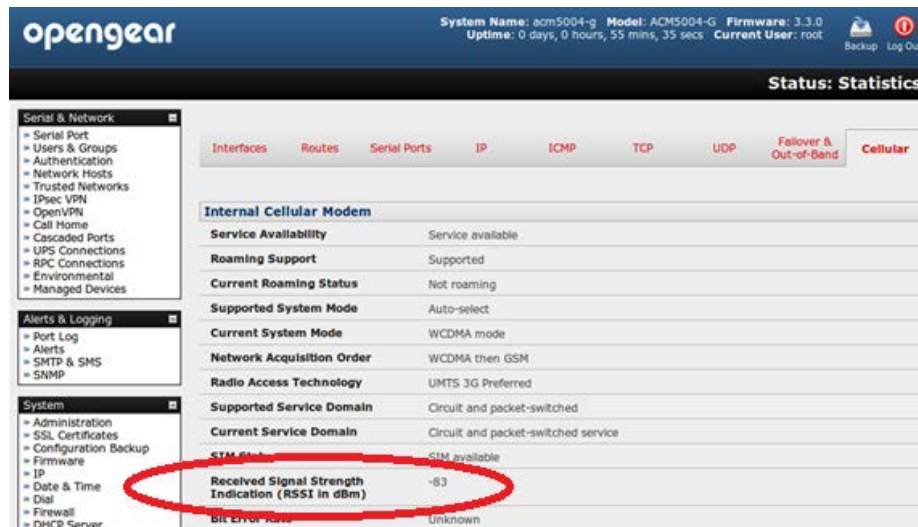 opengear
System Name: acm5004-g Model: ACM5004-G Firmware: 3.3.0
Uptime: 0 days, 0 hours, 55 mins, 35 secs Current User: root
Backup Log Ou
Status: Statistics
Serial & Network
Serial Port
Users & Groups
Authentication
Network Hosts
Trusted Networks
IPsec VPN
OpenVPN
Call Home
Cascaded Ports
UPS Connections
RPC Connections
Environmental
Managed Devices
Alerts & Logging
Port Log
Alerts
SMTP & SMS
SNMP
System
Administration
SSL Certificates
Configuration Backup
Firmware
IP
Date & Time
Dial
Firewall
DHCP Server
Interfaces Routes Serial Ports IP ICMP TCP UDP Failover & Out-of-Band Cellular
Internal Cellular Modem
Service Availability Service available
Roaming Support Supported
Current Roaming Status Not roaming
Supported System Mode Auto-select
Current System Mode WCDMA mode
Network Acquisition Order WCDMA then GSM
Radio Access Technology UMTS 3G Preferred
Supported Service Domain Circuit and packet-switched
Current Service Domain Circuit and packet-switched service
SIM SIM available
Received Signal Strength -83
Indication (RSSI in dBm)
Bit Error Rate Unknown